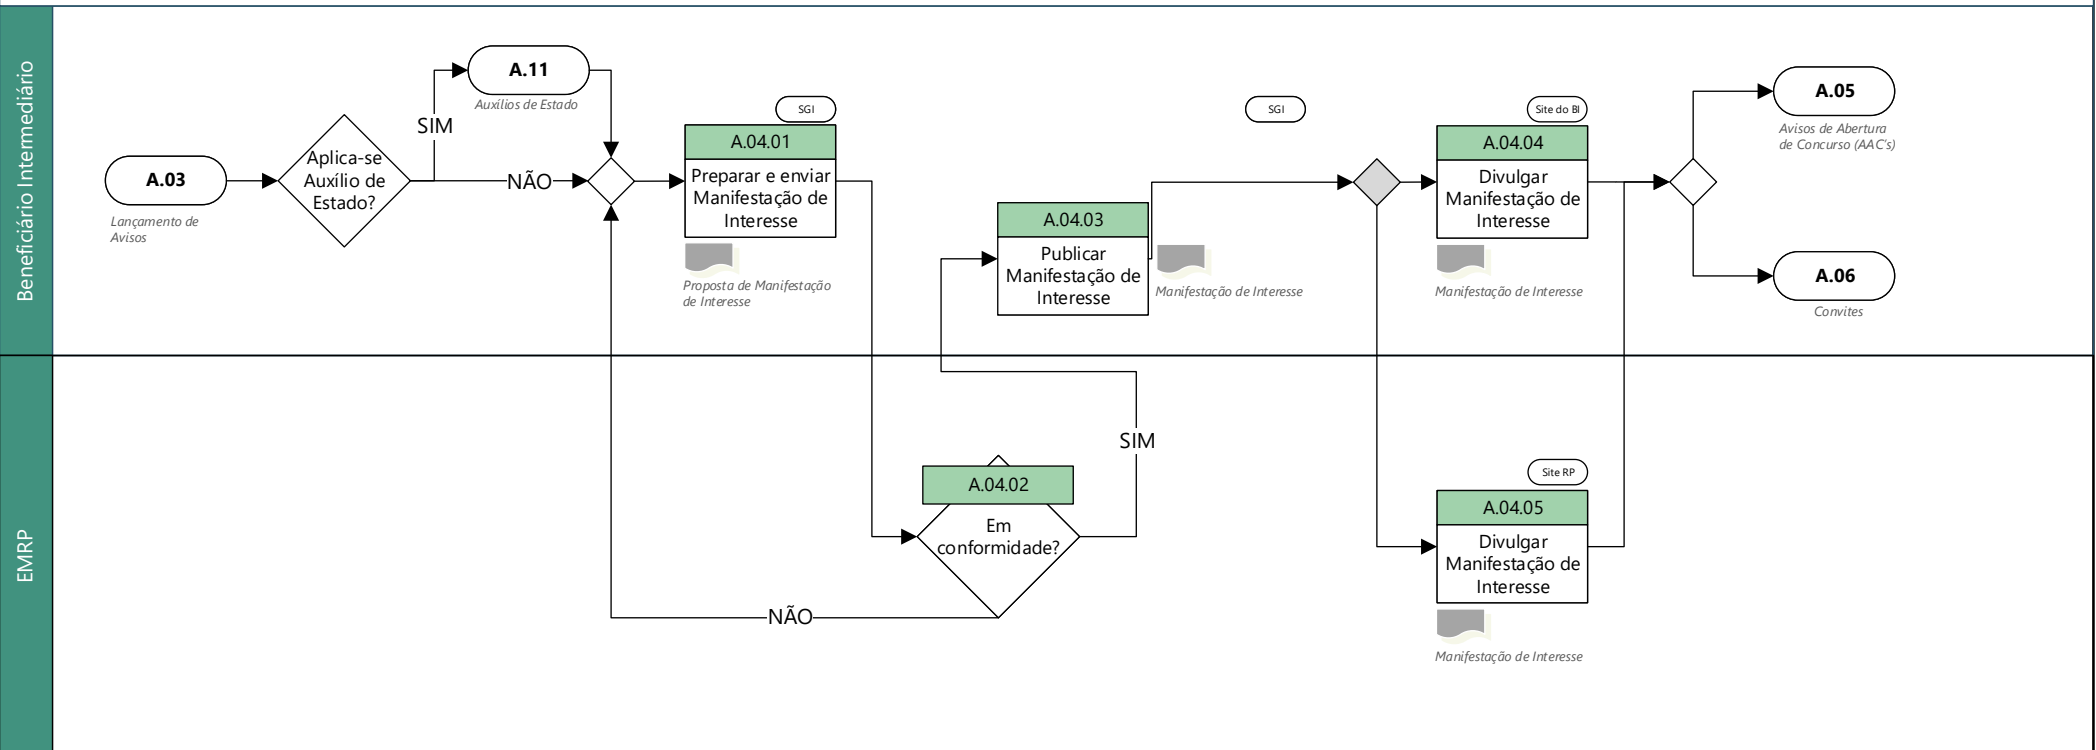 Beneficiário Intermediário
A.03
Lançamento de
Avisos
Aplica-se
Auxílio de
Estado?
SIM
NÃO
A.11
Auxílios de Estado
SGI
A.04.01
Preparar e enviar
Manifestação de
Interesse
Proposta de Manifestação
de Interesse
A.04.03
Publicar
Manifestação de
Interesse
Manifestação de Interesse
SGI
Site do BI
A.04.04
Divulgar
Manifestação de
Interesse
Manifestação de Interesse
A.05
Avisos de Abertura
de Concurso (AAC's)
A.06
Convites
EMRP
A.04.02
Em
conformidade?
SIM
NÃO
Site RP
A.04.05
Divulgar
Manifestação de
Interesse
Manifestação de Interesse